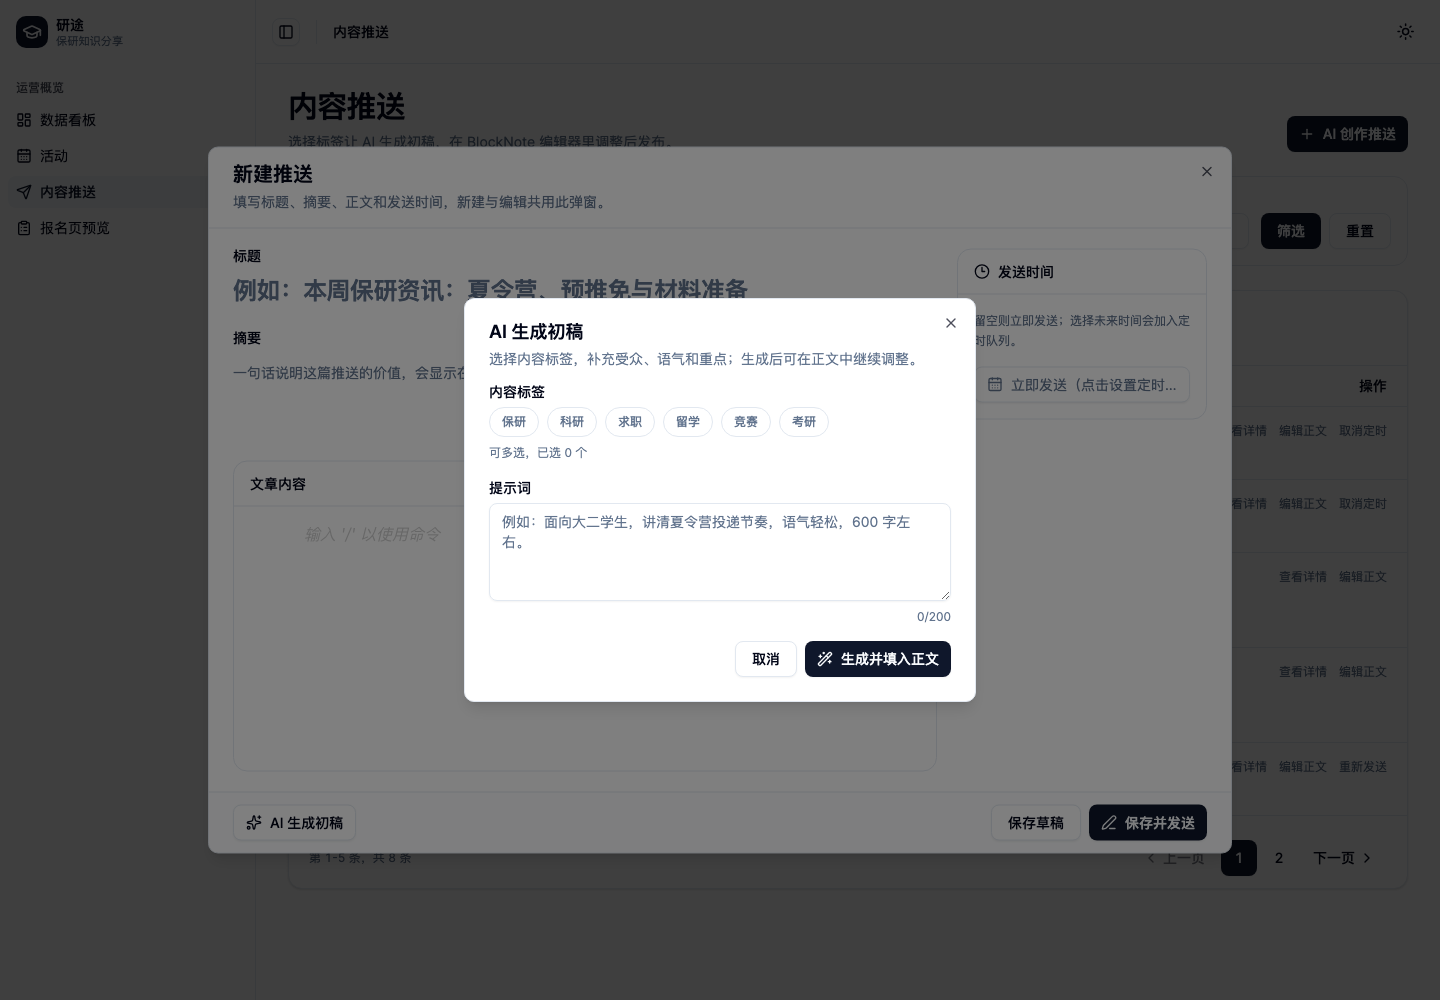 研途
保研知识分享
运营概览
数据看板
活动
内容推送
报名页预览
内容推送
内容推送
选择标签让 AI 生成初稿，在 BlockNote 编辑器里调整后发布。
AI 创作推送
筛选
重置
操作
看详情 编辑正文 取消定时
看详情 编辑正文 取消定时
查看详情 编辑正文
查看详情 编辑正文
看详情 编辑正文 重新发送
第 1-5 条，共 8 条
上一页
1
2
下一页
新建推送
填写标题、摘要、正文和发送时间，新建与编辑共用此弹窗。
标题
例如：本周保研资讯：夏令营、预推免与材料准备
摘要
一句话说明这篇推送的价值，会显示在
文章内容
输入 '/' 以使用命令
发送时间
留空则立即发送；选择未来时间会加入定
时队列。
立即发送（点击设置定时...
AI 生成初稿
保存草稿
保存并发送
AI 生成初稿
选择内容标签，补充受众、语气和重点；生成后可在正文中继续调整。
内容标签
保研 科研 求职 留学 竞赛 考研
可多选，已选 0 个
提示词
例如：面向大二学生，讲清夏令营投递节奏，语气轻松，600 字左
右。
0/200
取消
生成并填入正文